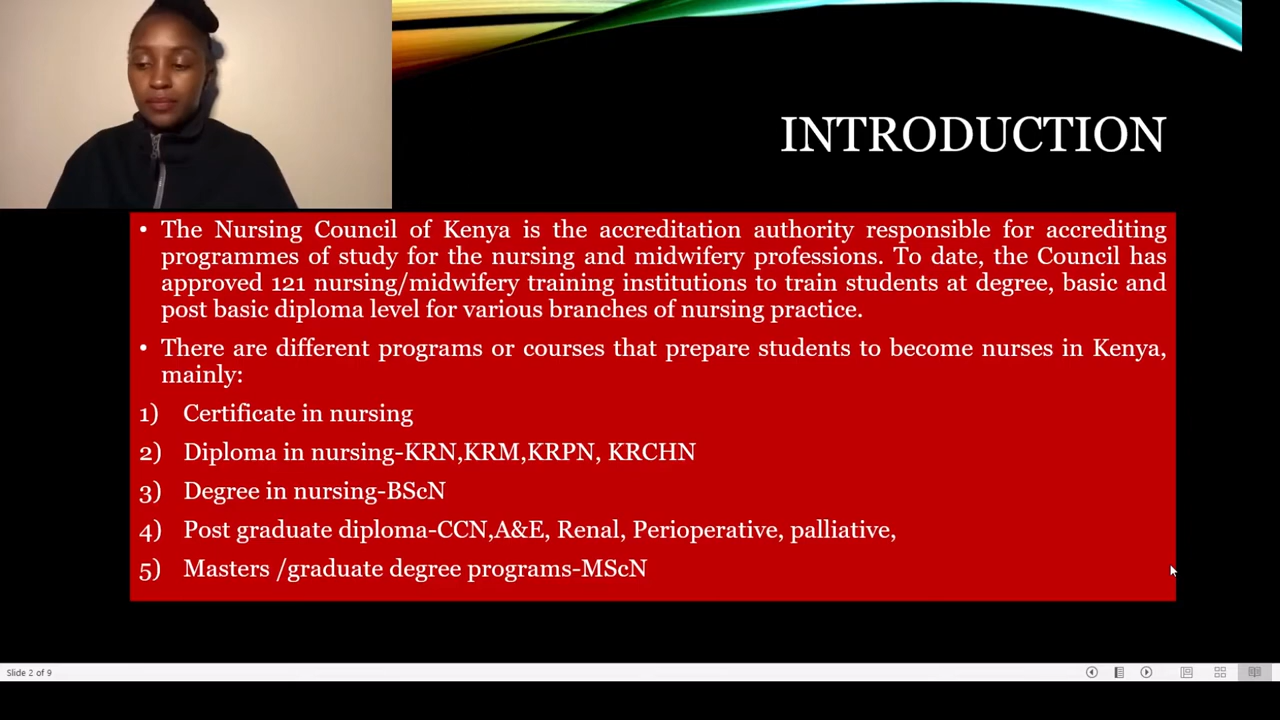 INTRODUCTION
• The Nursing Council of Kenya is the accreditation authority responsible for accrediting
programmes of study for the nursing and midwifery professions. To date, the Council has
approved 121 nursing/midwifery training institutions to train students at degree, basic and
post basic diploma level for various branches of nursing practice.
• There are different programs or courses that prepare students to become nurses in Kenya,
mainly:
1) Certificate in nursing
2) Diploma in nursing-KRN,KRM,KRPN, KRCHN
3) Degree in nursing-BScN
4) Post graduate diploma-CCN,A&E, Renal, Perioperative, palliative,
5) Masters /graduate degree programs-MScN
Slide 2 of 9